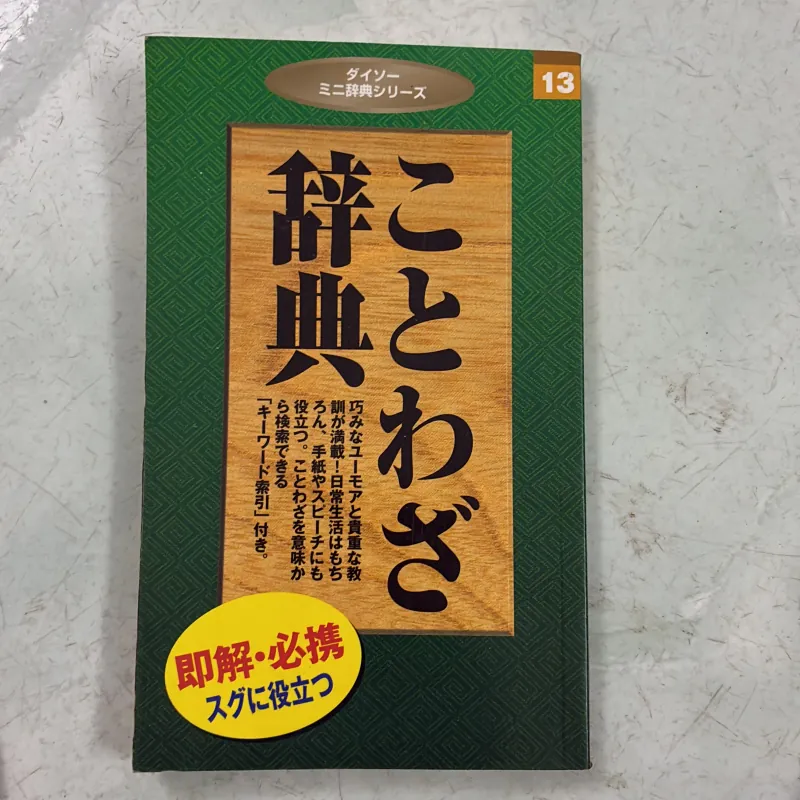 ダイソー
ミニ辞典シリーズ
13
ことわざ
辞典
巧みなユーモアと貴重な教
訓が満載！日常生活はもち
ろん、手紙やスピーチにも
役立つ。ことわざを意味か
ら検索できる
「キーワード索引」付き。
即解・必携
スグに役立つ